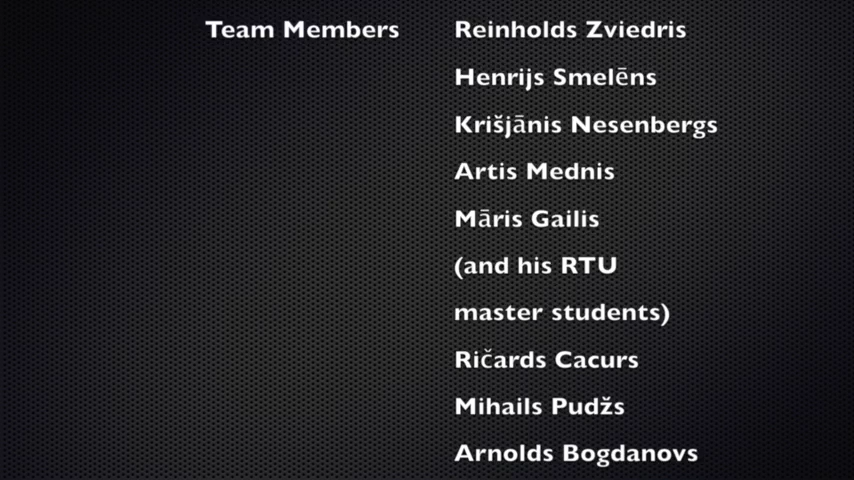 Team Members Reinholds Zviedris
Henrijs Smelēns
Krišjānis Nesenbergs
Artis Mednis
Māris Gailis
(and his RTU
master students)
Ričards Cacurs
Mihails Pudžs
Arnolds Bogdanovs